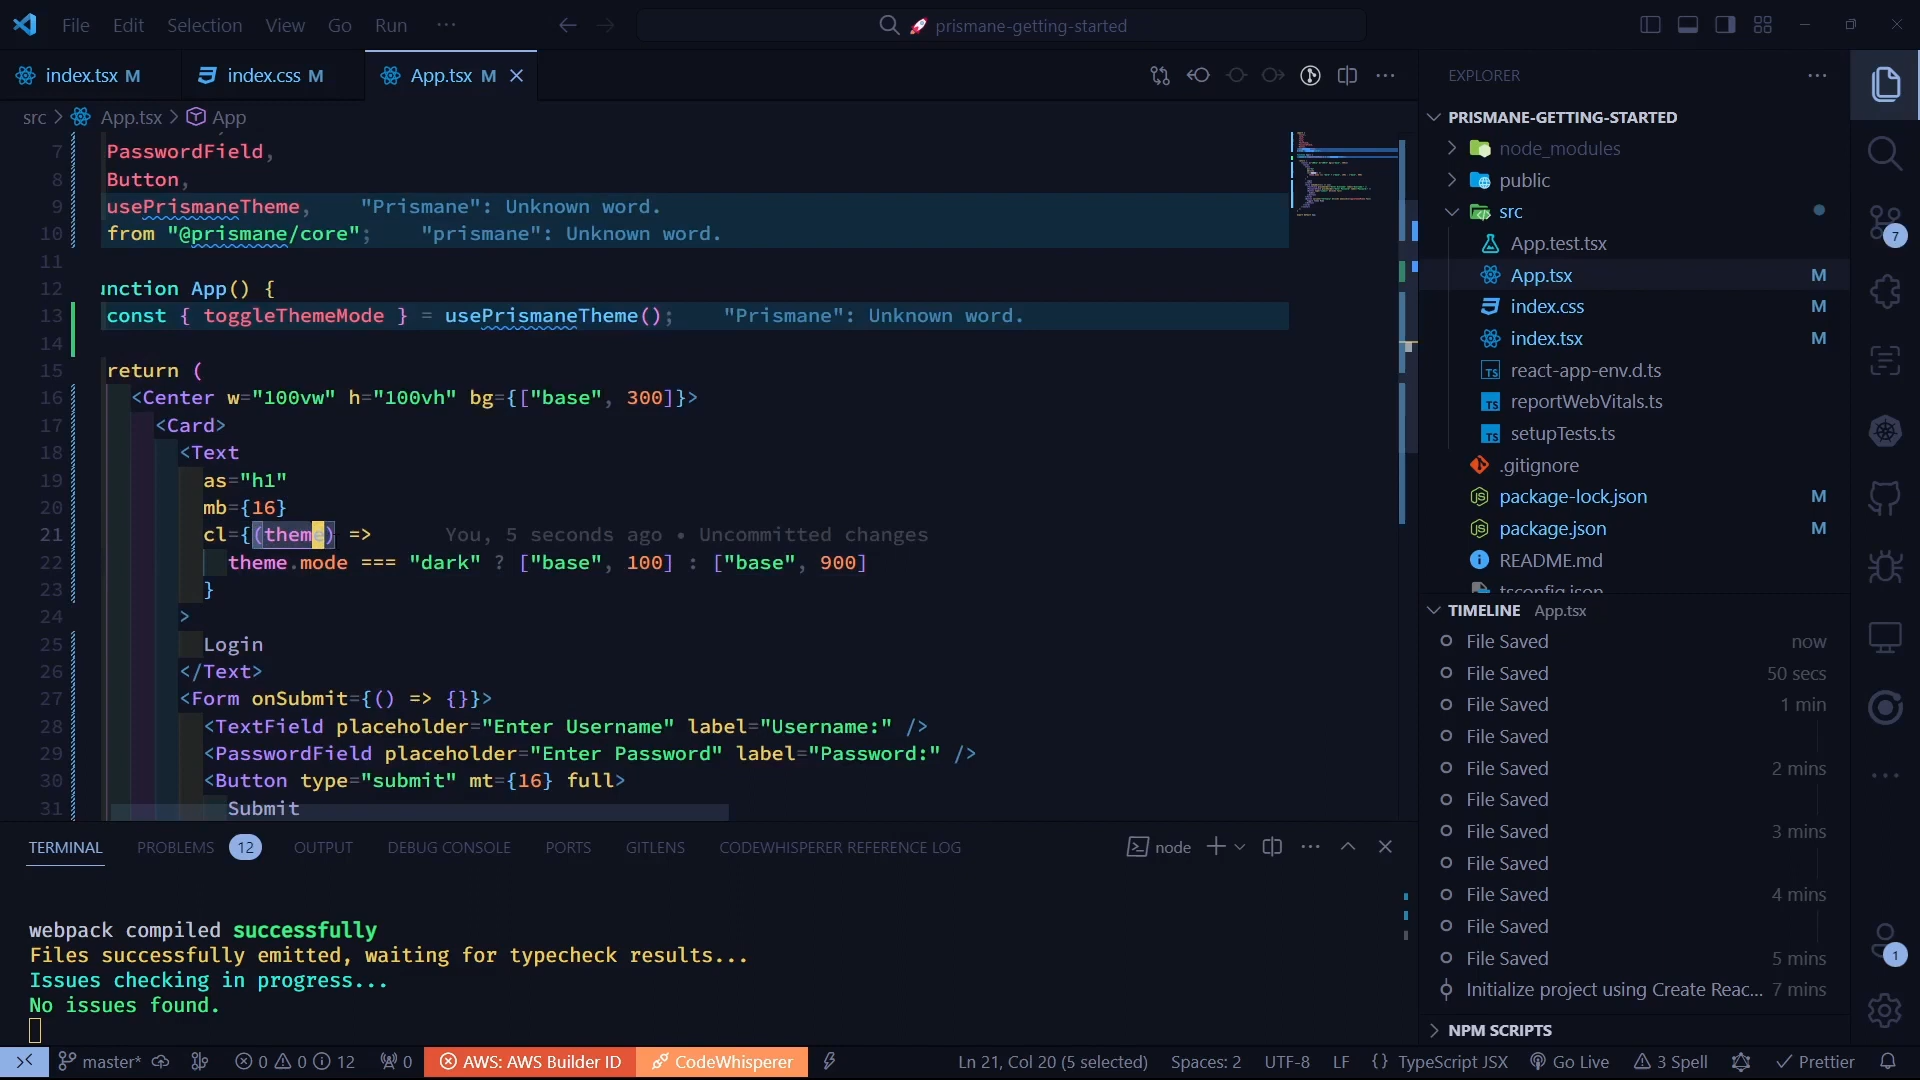 File Edit Selection View Go Run ···
prismane-getting-started
index.tsx M
index.css M
App.tsx M
src > App.tsx > App
7 PasswordField,
8 Button,
9 usePrismaneTheme, "Prismane": Unknown word.
10 from "@prismane/core"; "prismane": Unknown word.
11
12 unction App() {
13 const { toggleThemeMode } = usePrismaneTheme(); "Prismane": Unknown word.
14
15 return (
16 <Center w="100vw" h="100vh" bg={["base", 300]}>
17 <Card>
18 <Text
19 as="h1"
20 mb={16}
21 cl={(theme) => You, 5 seconds ago • Uncommitted changes
22 theme.mode === "dark" ? ["base", 100] : ["base", 900]
23 }
24 >
25 Login
26 </Text>
27 <Form onSubmit={() => {}}>
28 <TextField placeholder="Enter Username" label="Username:" />
29 <PasswordField placeholder="Enter Password" label="Password:" />
30 <Button type="submit" mt={16} full>
31 Submit
TERMINAL PROBLEMS 12 OUTPUT DEBUG CONSOLE PORTS GITLENS CODEWHISPERER REFERENCE LOG
node
webpack compiled successfully
Files successfully emitted, waiting for typecheck results...
Issues checking in progress...
No issues found.
EXPLORER
PRISMANE-GETTING-STARTED
node_modules
public
src
App.test.tsx
App.tsx M
index.css M
index.tsx M
react-app-env.d.ts
reportWebVitals.ts
setupTests.ts
.gitignore
package-lock.json M
package.json M
README.md
tsconfig.json
TIMELINE App.tsx
File Saved now
File Saved 50 secs
File Saved 1 min
File Saved
File Saved 2 mins
File Saved
File Saved 3 mins
File Saved
File Saved 4 mins
File Saved
File Saved 5 mins
Initialize project using Create Reac... 7 mins
NPM SCRIPTS
7
1
master* 0 0 12 0 AWS: AWS Builder ID CodeWhisperer Ln 21, Col 20 (5 selected) Spaces: 2 UTF-8 LF {} TypeScript JSX Go Live 3 Spell Prettier